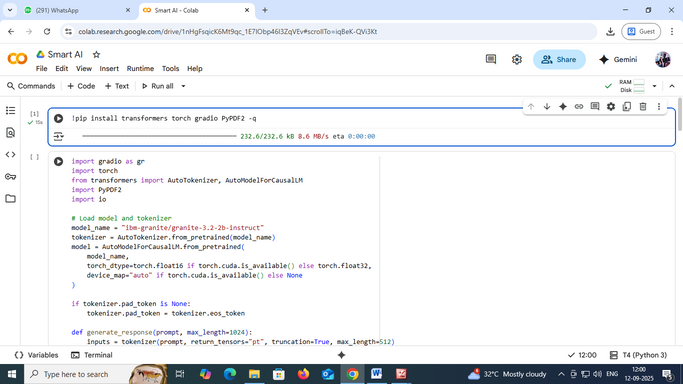 (291) WhatsApp
Smart AI - Colab
colab.research.google.com/drive/1nHgFsqicK6Mt9qc_1E7lObp46l3ZqVEv#scrollTo=iqBeK-QVi3Kt
Guest
Smart AI
File Edit View Insert Runtime Tools Help
Share
Gemini
Commands + Code + Text Run all
RAM
Disk
[1]
15s
!pip install transformers torch gradio PyPDF2 -q
232.6/232.6 kB 8.6 MB/s eta 0:00:00
[ ]
import gradio as gr
import torch
from transformers import AutoTokenizer, AutoModelForCausalLM
import PyPDF2
import io
# Load model and tokenizer
model_name = "ibm-granite/granite-3.2-2b-instruct"
tokenizer = AutoTokenizer.from_pretrained(model_name)
model = AutoModelForCausalLM.from_pretrained(
model_name,
torch_dtype=torch.float16 if torch.cuda.is_available() else torch.float32,
device_map="auto" if torch.cuda.is_available() else None
)
if tokenizer.pad_token is None:
tokenizer.pad_token = tokenizer.eos_token
def generate_response(prompt, max_length=1024):
inputs = tokenizer(prompt, return_tensors="pt", truncation=True, max_length=512)
Variables Terminal
12:00 T4 (Python 3)
Type here to search
32°C Mostly cloudy
ENG
12:00
12-09-2025